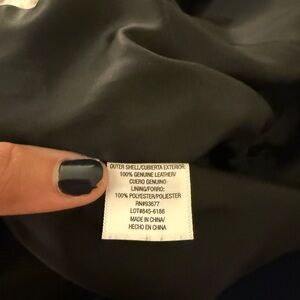 OUTER SHELL/CUBIERTA EXTERIOR:
100% GENUINE LEATHER/
CUERO GENUINO
LINING/FORRO:
100% POLYESTER/POLIESTER
RN#93677
LOT#845-6186
MADE IN CHINA/
HECHO EN CHINA